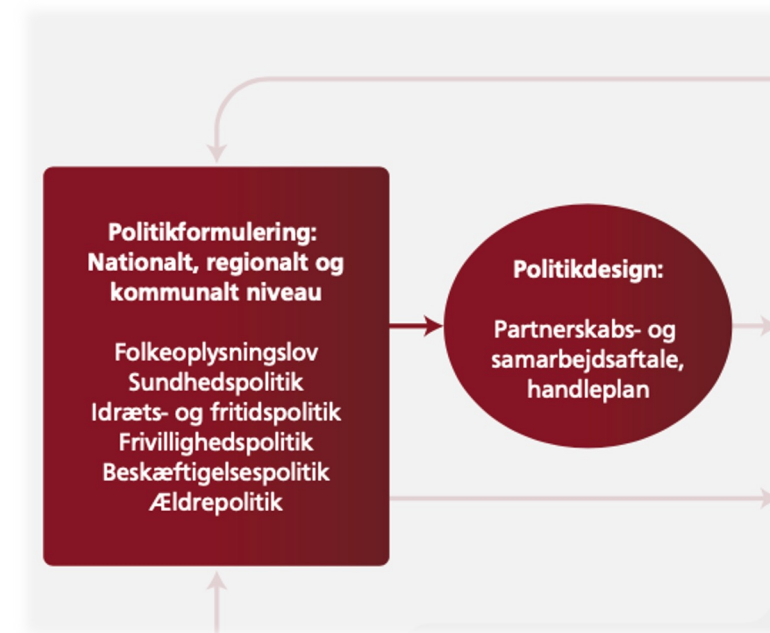 Politikformulering:
Nationalt, regionalt og
kommunalt niveau
Folkeoplysningslov
Sundhedspolitik
Idræts- og fritidspolitik
Frivillighedspolitik
Beskæftigelsespolitik
Ældrepolitik
Politikdesign:
Partnerskabs- og
samarbejdsaftale,
handleplan